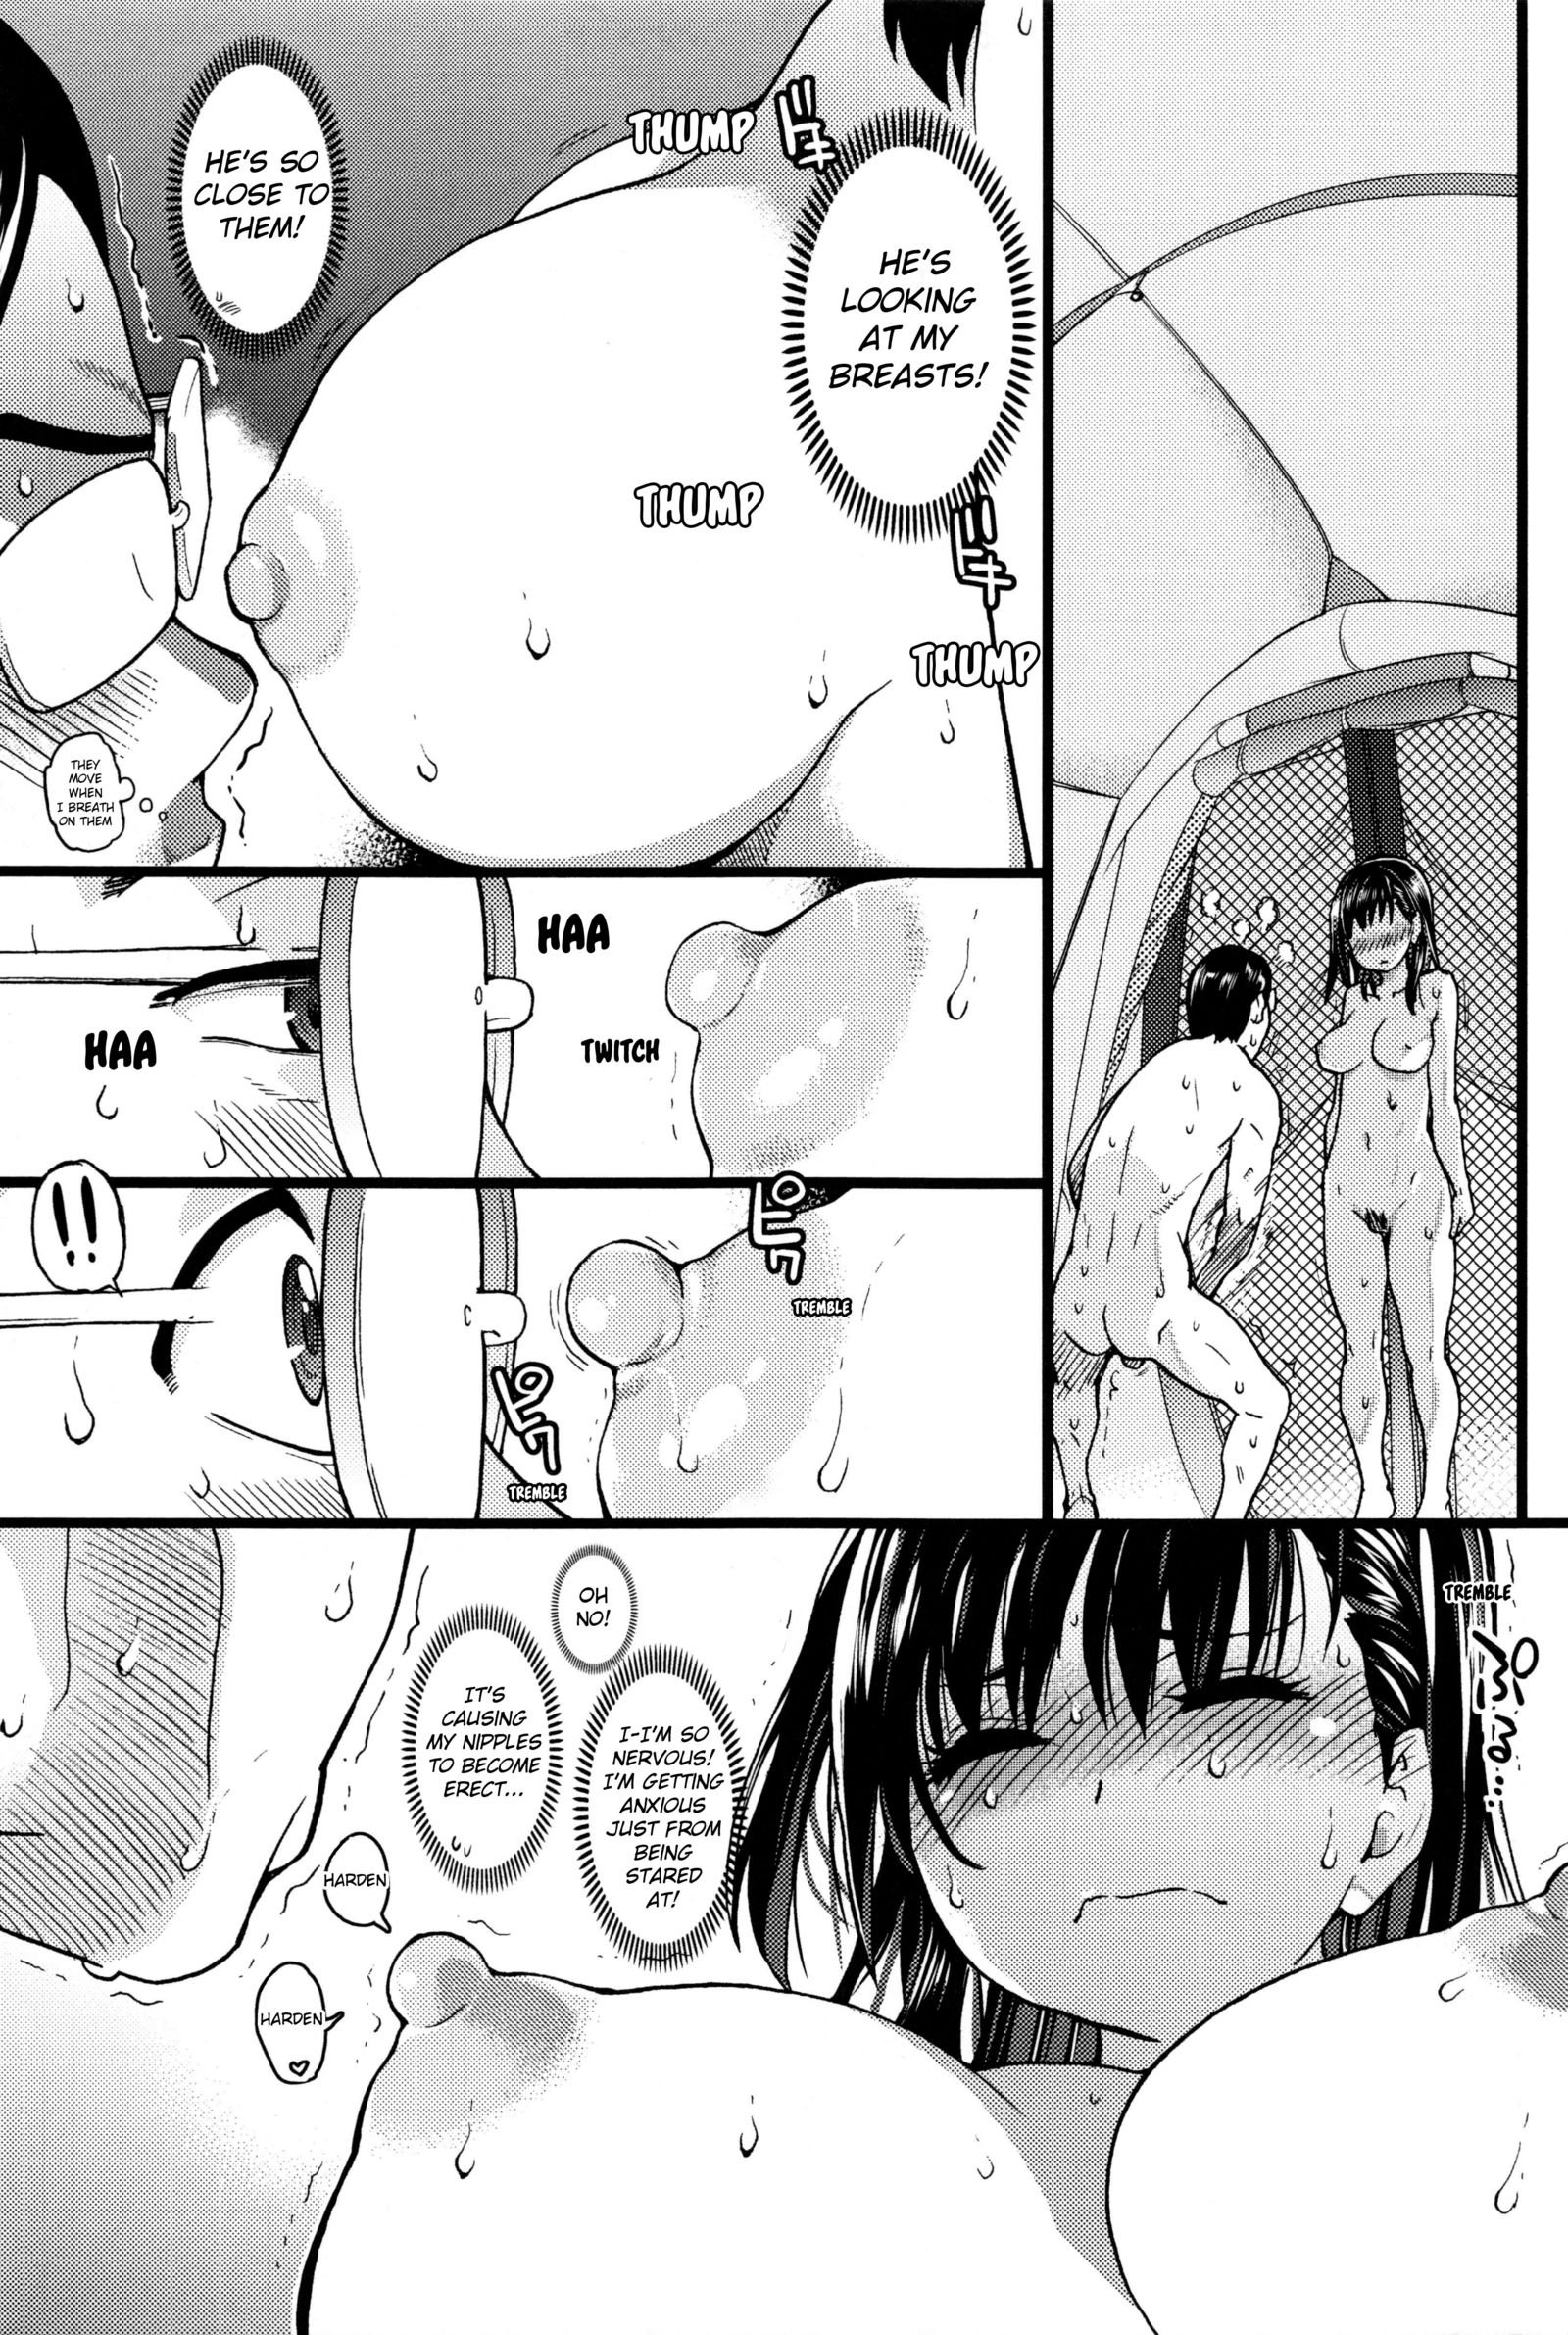 ドキ
THUMP
HE'S
LOOKING
AT MY
BREASTS!
HE'S SO
CLOSE TO
THEM!
THUMP
ドキ
THUMP
THEY
MOVE
WHEN
I BREATH
ON THEM
HAA
TWITCH
HAA
ピク
TREMBLE
!!
ピク
TREMBLE
TREMBLE
OH
NO!
I-I'M SO
NERVOUS!
I'M GETTING
ANXIOUS
JUST FROM
BEING
STARED
AT!
IT'S
CAUSING
MY NIPPLES
TO BECOME
ERECT...
HARDEN
HARDEN
♡